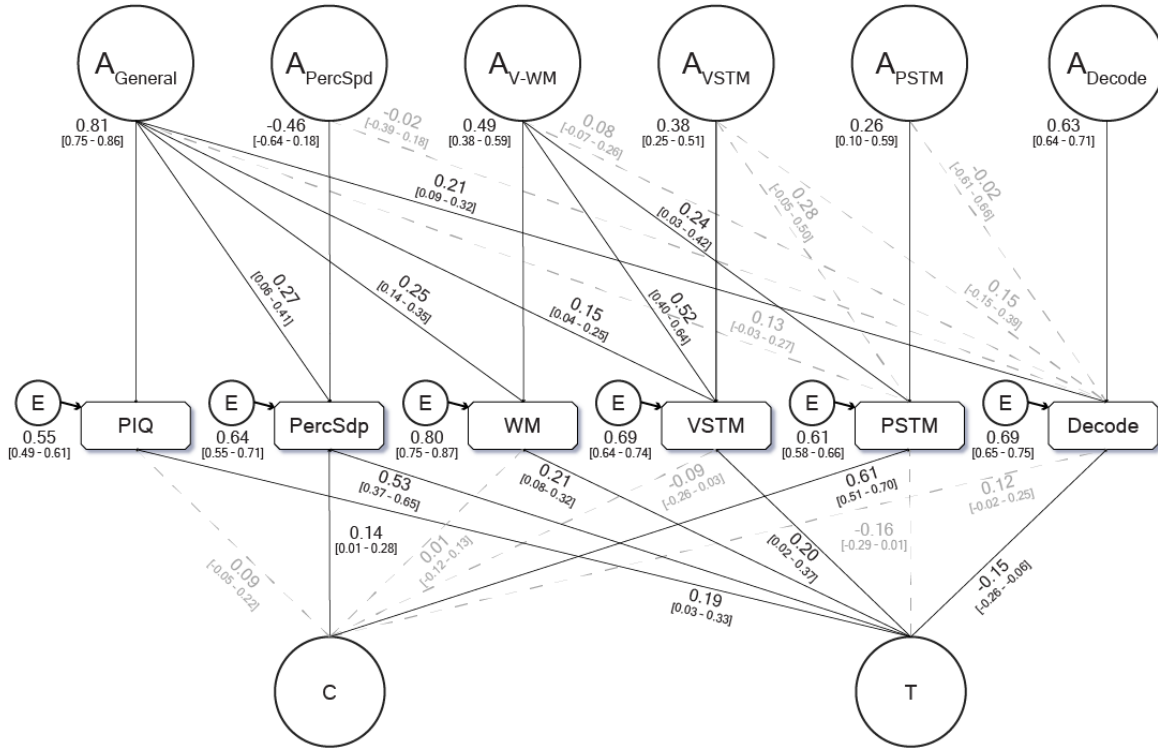 A General
A PercSpd
A V-WM
A VSTM
A PSTM
A Decode
0.81
[0.75 - 0.86]
-0.46
[-0.64 - 0.18]
-0.02
[-0.39 - 0.18]
0.49
[0.38 - 0.59]
0.08
[-0.07 - 0.26]
0.38
[0.25 - 0.51]
0.26
[0.10 - 0.59]
0.63
[0.64 - 0.71]
0.21
[0.09 - 0.32]
0.24
[0.03 - 0.42]
0.28
[-0.05 - 0.50]
-0.02
[-0.61 - 0.66]
0.27
[0.06 - 0.41]
0.25
[0.14 - 0.35]
0.15
[0.04 - 0.25]
0.52
[0.40 - 0.64]
0.13
[-0.03 - 0.27]
0.15
[-0.15 - 0.39]
E
PIQ
E
PercSdp
E
WM
E
VSTM
E
PSTM
E
Decode
0.55
[0.49 - 0.61]
0.64
[0.55 - 0.71]
0.80
[0.75 - 0.87]
0.69
[0.64 - 0.74]
0.61
[0.58 - 0.66]
0.69
[0.65 - 0.75]
0.53
[0.37 - 0.65]
0.21
[0.08 - 0.32]
-0.09
[-0.26 - 0.03]
0.61
[0.51 - 0.70]
0.12
[-0.02 - 0.25]
0.09
[-0.05 - 0.22]
0.14
[0.01 - 0.28]
0.01
[-0.12 - 0.13]
0.19
[0.03 - 0.33]
0.20
[0.02 - 0.37]
-0.16
[-0.29 - 0.01]
-0.15
[-0.26 - -0.06]
C
T